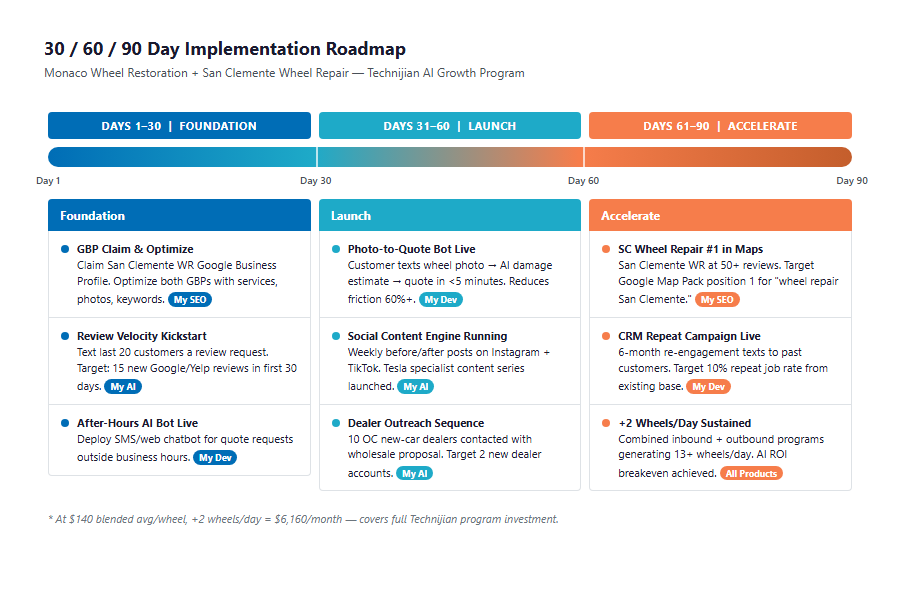 30 / 60 / 90 Day Implementation Roadmap
Monaco Wheel Restoration + San Clemente Wheel Repair — Technijian AI Growth Program
DAYS 1–30 | FOUNDATION
DAYS 31–60 | LAUNCH
DAYS 61–90 | ACCELERATE
Day 1
Day 30
Day 60
Day 90
Foundation
GBP Claim & Optimize
Claim San Clemente WR Google Business
Profile. Optimize both GBPs with services,
photos, keywords. My SEO
Review Velocity Kickstart
Text last 20 customers a review request.
Target: 15 new Google/Yelp reviews in first 30
days. My AI
After-Hours AI Bot Live
Deploy SMS/web chatbot for quote requests
outside business hours. My Dev
Launch
Photo-to-Quote Bot Live
Customer texts wheel photo → AI damage
estimate → quote in <5 minutes. Reduces
friction 60%+. My Dev
Social Content Engine Running
Weekly before/after posts on Instagram +
TikTok. Tesla specialist content series
launched. My AI
Dealer Outreach Sequence
10 OC new-car dealers contacted with
wholesale proposal. Target 2 new dealer
accounts. My AI
Accelerate
SC Wheel Repair #1 in Maps
San Clemente WR at 50+ reviews. Target
Google Map Pack position 1 for "wheel repair
San Clemente." My SEO
CRM Repeat Campaign Live
6-month re-engagement texts to past
customers. Target 10% repeat job rate from
existing base. My Dev
+2 Wheels/Day Sustained
Combined inbound + outbound programs
generating 13+ wheels/day. AI ROI
breakeven achieved. All Products
* At $140 blended avg/wheel, +2 wheels/day = $6,160/month — covers full Technijian program investment.